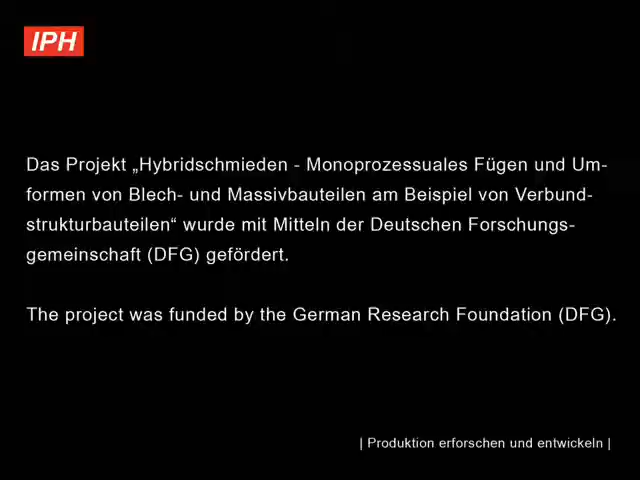 IPH
Das Projekt „Hybridschmieden - Monoprozessuales Fügen und Um-
formen von Blech- und Massivbauteilen am Beispiel von Verbund-
strukturbauteilen“ wurde mit Mitteln der Deutschen Forschungs-
gemeinschaft (DFG) gefördert.
The project was funded by the German Research Foundation (DFG).
| Produktion erforschen und entwickeln |